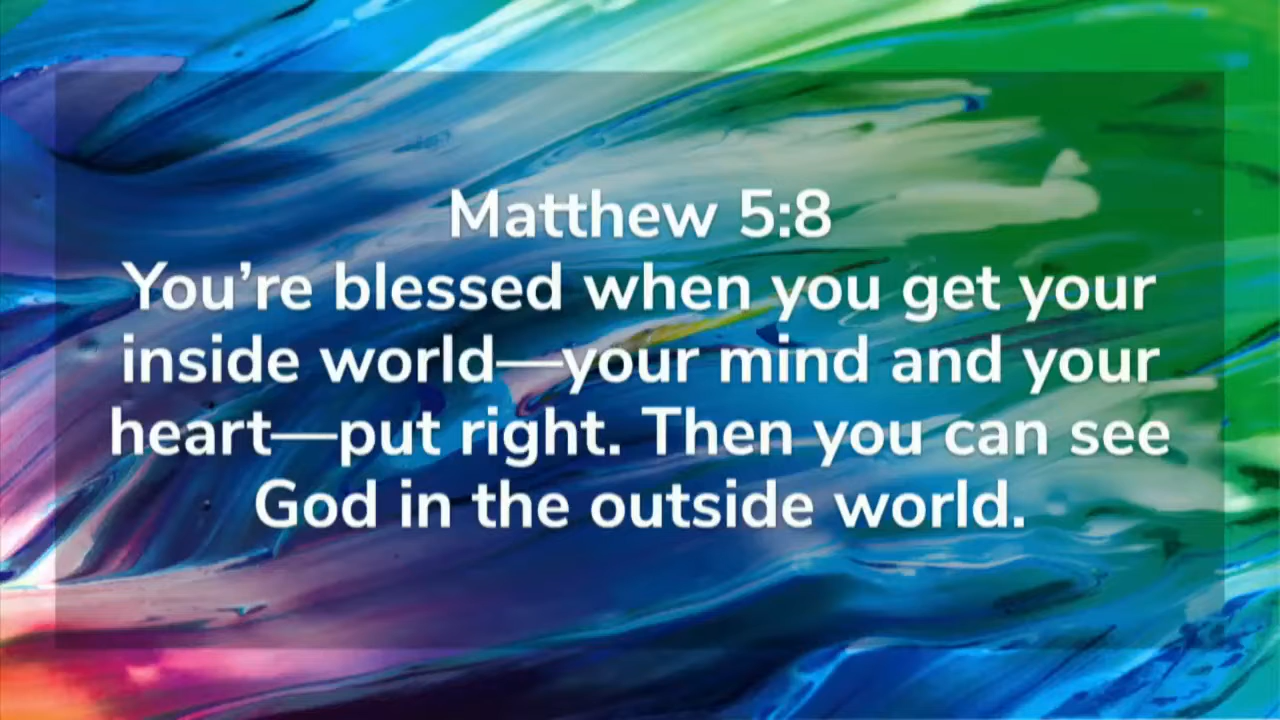 Matthew 5:8
You’re blessed when you get your
inside world—your mind and your
heart—put right. Then you can see
God in the outside world.